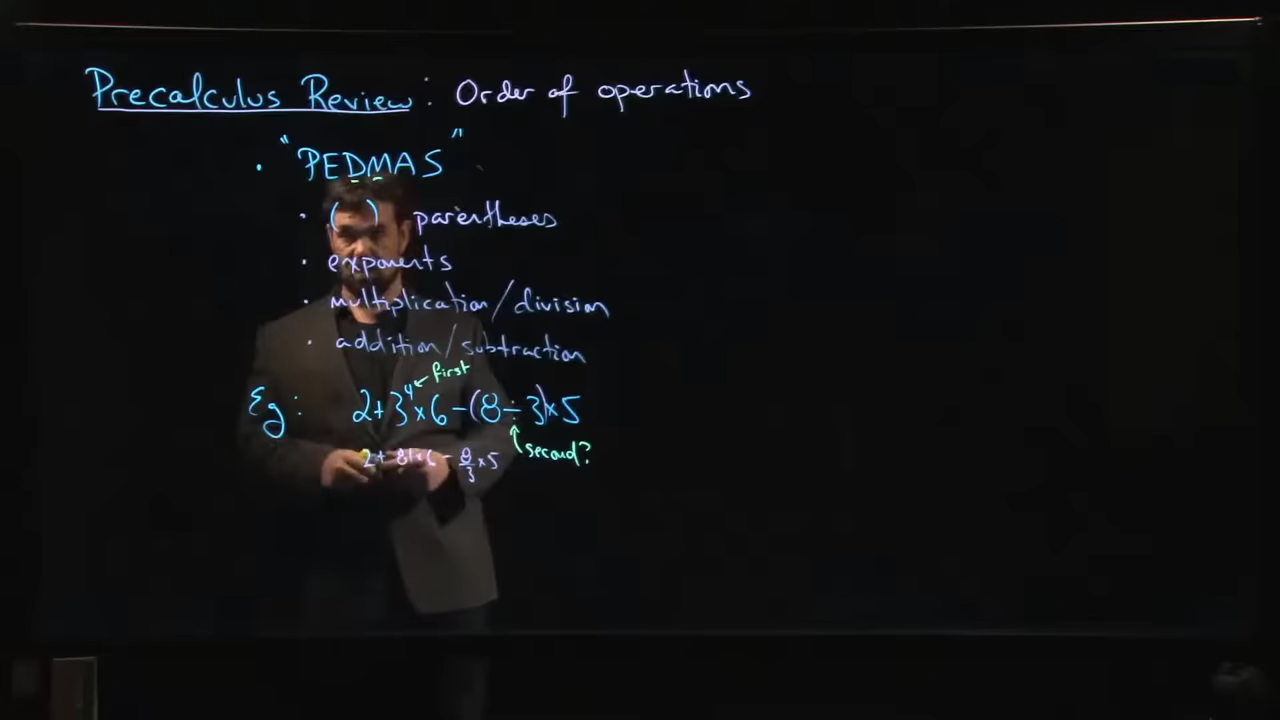 Precalculus Review: Order of operations
• "PEDMAS"
• ( ) parentheses
• exponents
• multiplication/division
• addition/subtraction
Eg: 2+3⁴×6-(8÷3)×5
← first
second?
2+81×6-8/3×5